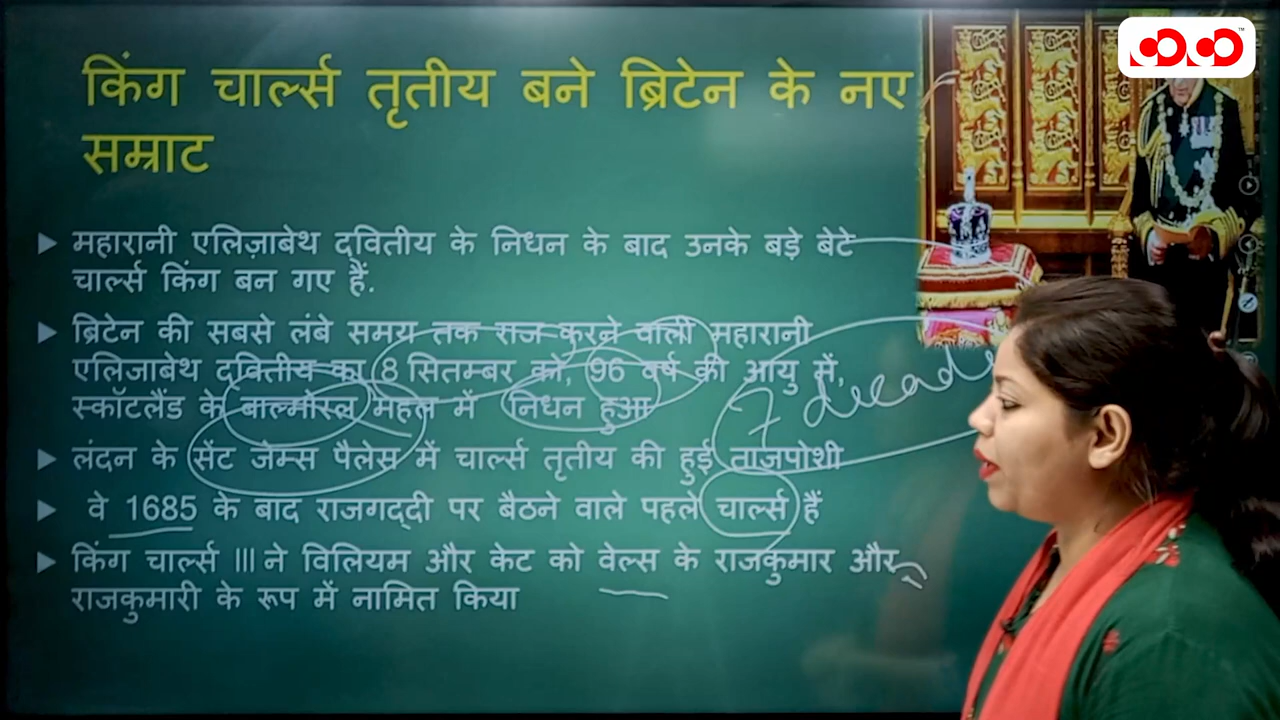 किंग चार्ल्स तृतीय बने ब्रिटेन के नए
सम्राट
महारानी एलिज़ाबेथ द्वितीय के निधन के बाद उनके बड़े बेटे
चार्ल्स किंग बन गए हैं.
ब्रिटेन की सबसे लंबे समय तक राज करने वाली महारानी
एलिजाबेथ द्वितीय का 8 सितम्बर को, 96 वर्ष की आयु में,
स्कॉटलैंड के बाल्मोरल महल में निधन हुआ
7 decade
लंदन के सेंट जेम्स पैलेस में चार्ल्स तृतीय की हुई ताजपोशी
वे 1685 के बाद राजगद्दी पर बैठने वाले पहले चार्ल्स हैं
किंग चार्ल्स III ने विलियम और केट को वेल्स के राजकुमार और
राजकुमारी के रूप में नामित किया